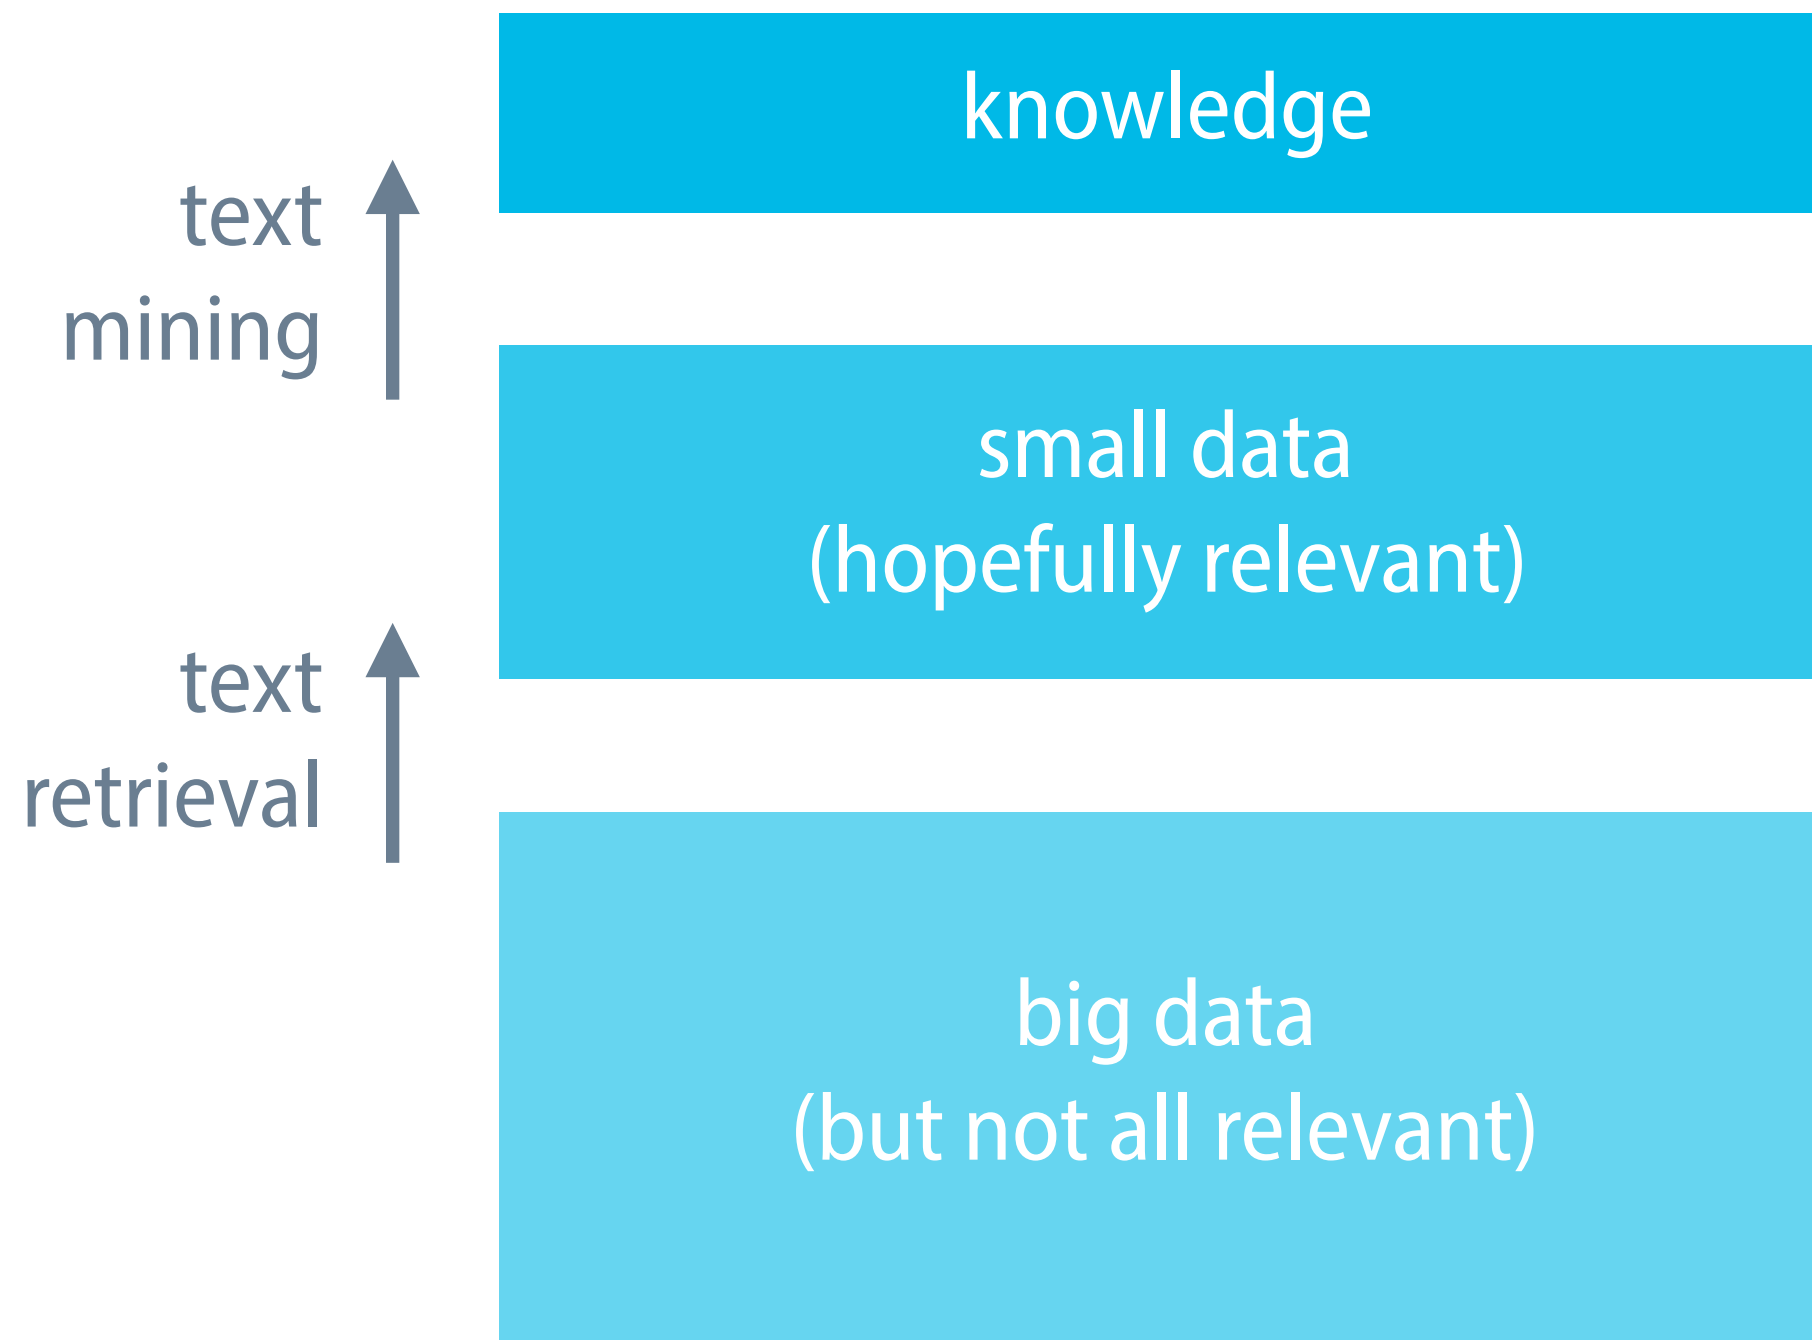 knowledge
text
mining
small data
(hopefully relevant)
text
retrieval
big data
(but not all relevant)